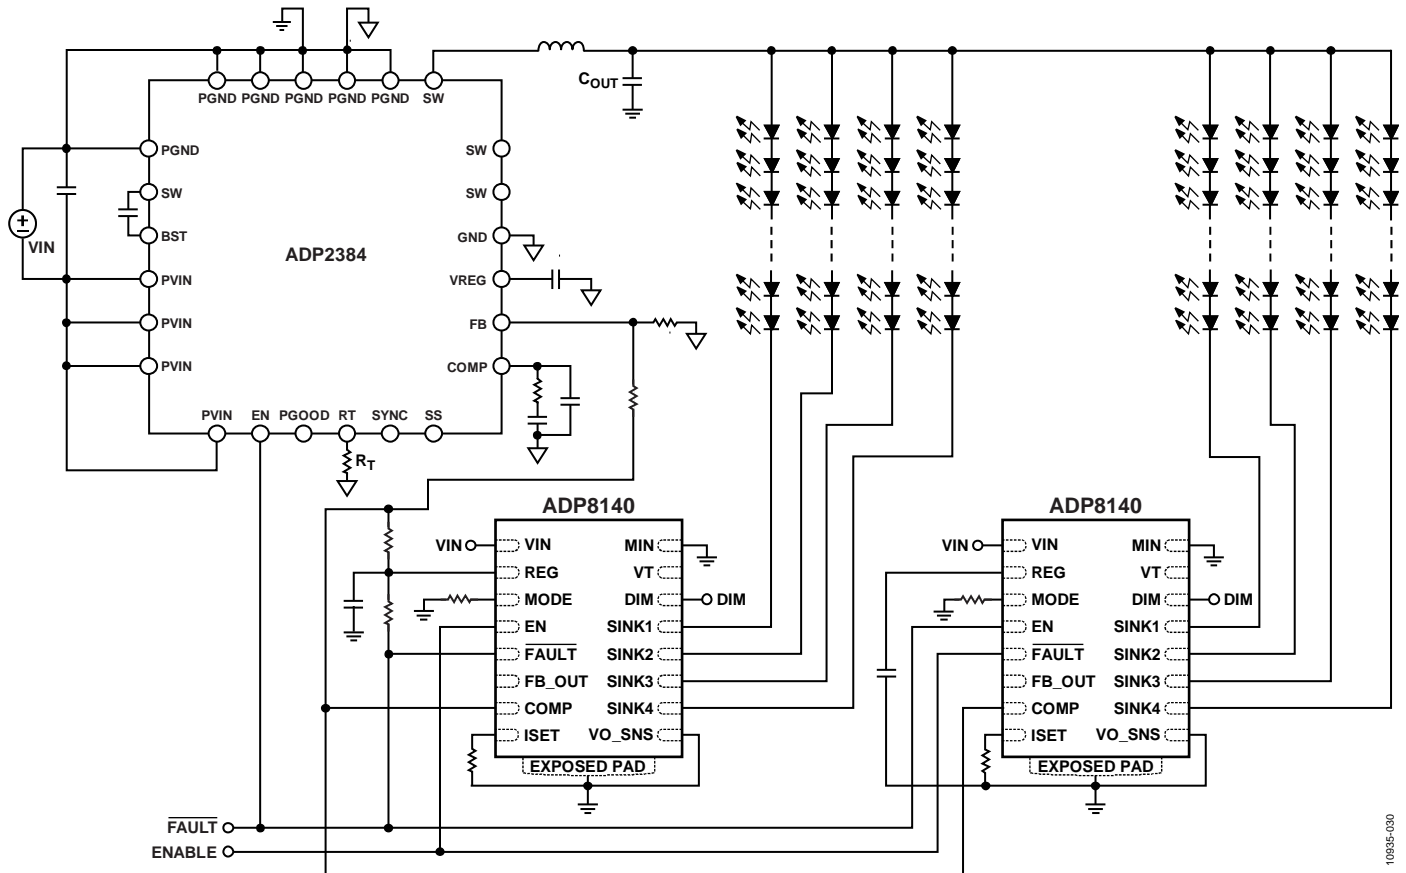 C_OUT
PGND PGND PGND PGND PGND SW
PGND
SW
BST
PVIN
PVIN
PVIN
VIN
ADP2384
SW
SW
GND
VREG
FB
COMP
PVIN EN PGOOD RT SYNC SS
R_T
ADP8140
VIN
VIN
REG
MODE
EN
FAULT
FB_OUT
COMP
ISET
MIN
VT
DIM
DIM
SINK1
SINK2
SINK3
SINK4
VO_SNS
EXPOSED PAD
ADP8140
VIN
VIN
REG
MODE
EN
FAULT
FB_OUT
COMP
ISET
MIN
VT
DIM
DIM
SINK1
SINK2
SINK3
SINK4
VO_SNS
EXPOSED PAD
FAULT
ENABLE
10935-030